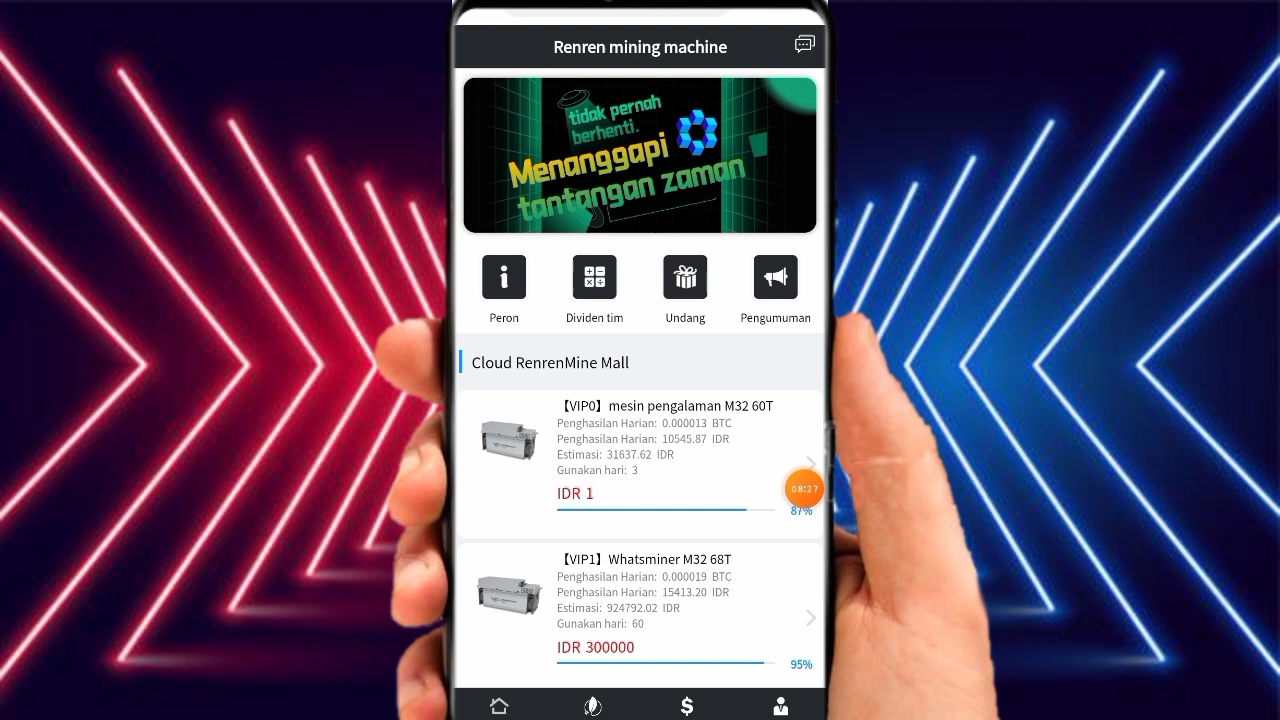 Renren mining machine
tidak pernah
berhenti.
Menanggapi
tantangan zaman
Peron
Dividen tim
Undang
Pengumuman
Cloud RenrenMine Mall
【VIP0】mesin pengalaman M32 60T
Penghasilan Harian: 0.000013 BTC
Penghasilan Harian: 10545.87 IDR
Estimasi: 31637.62 IDR
Gunakan hari: 3
IDR 1
08:27
87%
【VIP1】Whatsminer M32 68T
Penghasilan Harian: 0.000019 BTC
Penghasilan Harian: 15413.20 IDR
Estimasi: 924792.02 IDR
Gunakan hari: 60
IDR 300000
95%